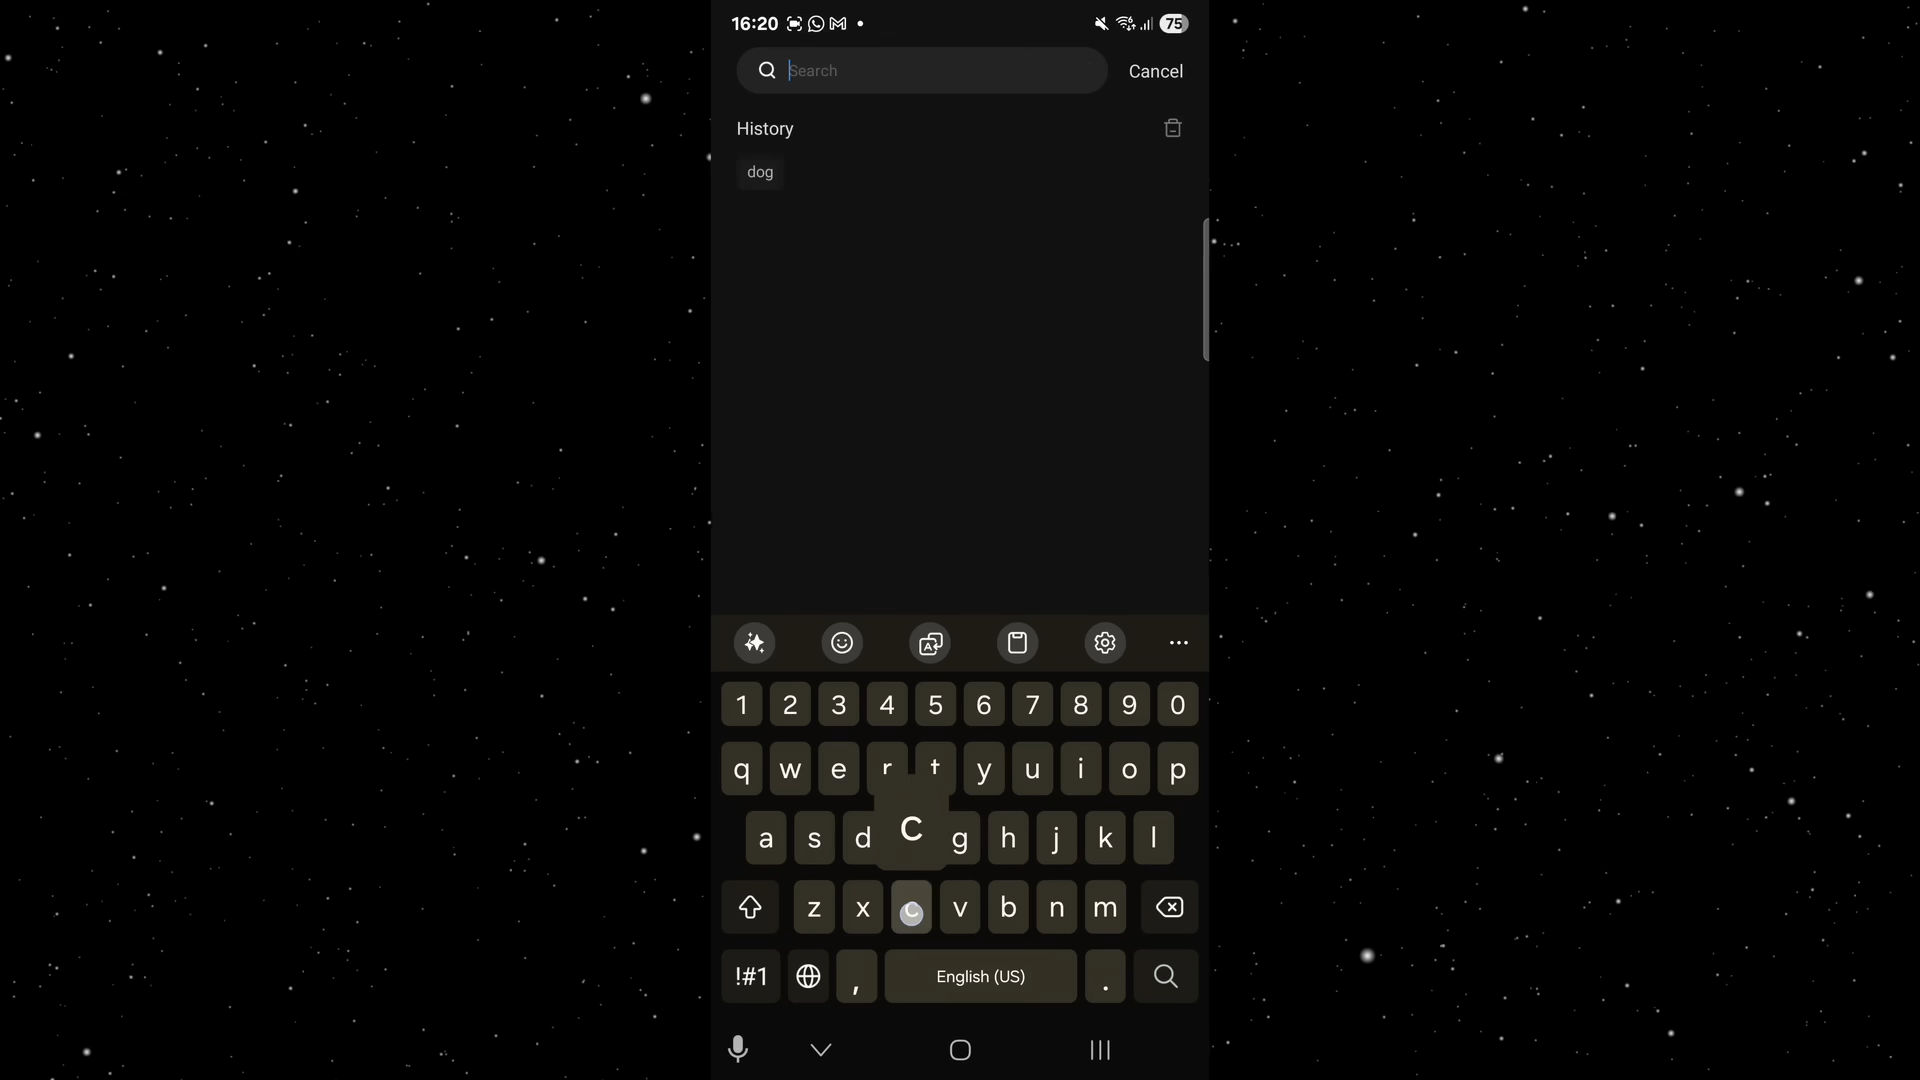 16:20
75
Search
Cancel
History
dog
1 2 3 4 5 6 7 8 9 0
q w e r t y u i o p
a s d c g h j k l
z x c v b n m
!#1 , English (US) .